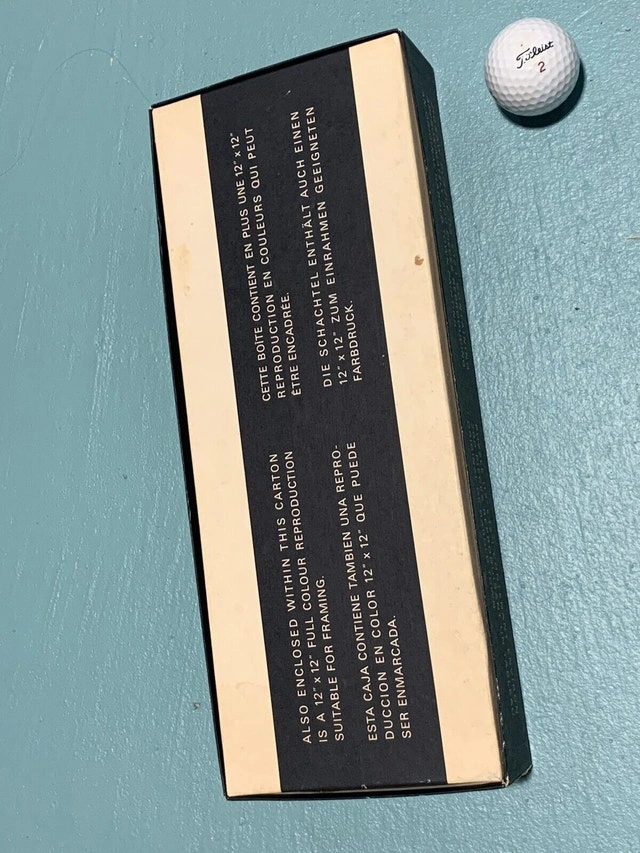 ALSO ENCLOSED WITHIN THIS CARTON
IS A 12" x 12" FULL COLOUR REPRODUCTION
SUITABLE FOR FRAMING.
ESTA CAJA CONTIENE TAMBIEN UNA REPRO-
DUCCION EN COLOR 12" x 12" QUE PUEDE
SER ENMARCADA.
CETTE BOÎTE CONTIENT EN PLUS UNE 12" x 12"
REPRODUCTION EN COULEURS QUI PEUT
ÊTRE ENCADRÉE.
DIE SCHACHTEL ENTHÄLT AUCH EINEN
12" x 12" ZUM EINRAHMEN GEEIGNETEN
FARBDRUCK.
Titleist
2